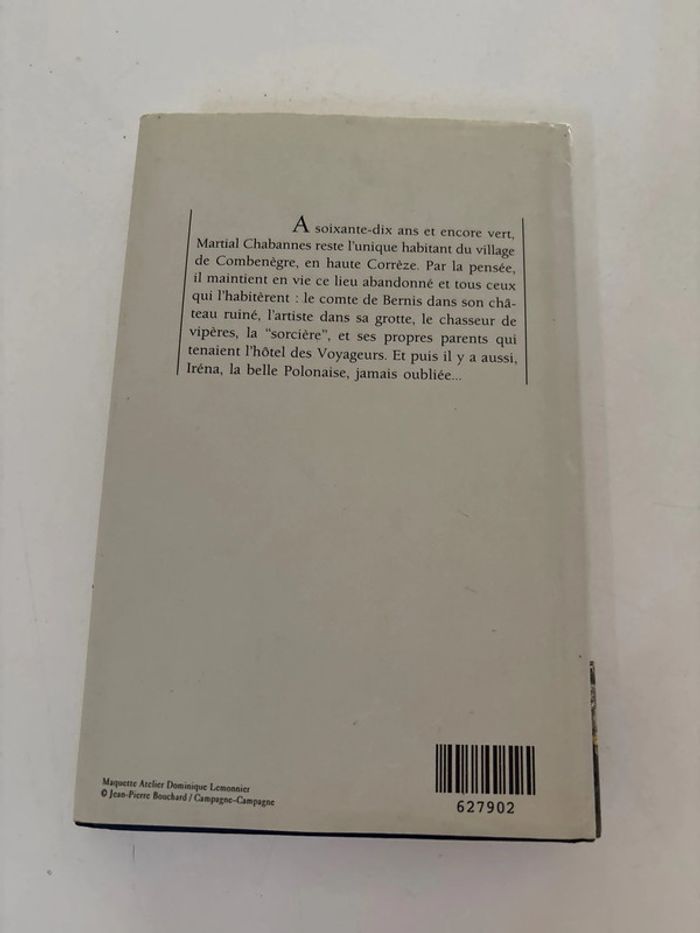 A soixante-dix ans et encore vert,
Martial Chabannes reste l'unique habitant du village
de Combenègre, en haute Corrèze. Par la pensée,
il maintient en vie ce lieu abandonné et tous ceux
qui l'habitèrent : le comte de Bernis dans son châ-
teau ruiné, l'artiste dans sa grotte, le chasseur de
vipères, la "sorcière", et ses propres parents qui
tenaient l'hôtel des Voyageurs. Et puis il y a aussi,
Iréna, la belle Polonaise, jamais oubliée...
Maquette Atelier Dominique Lemonnier
© Jean-Pierre Bouchard / Campagne-Campagne
627902